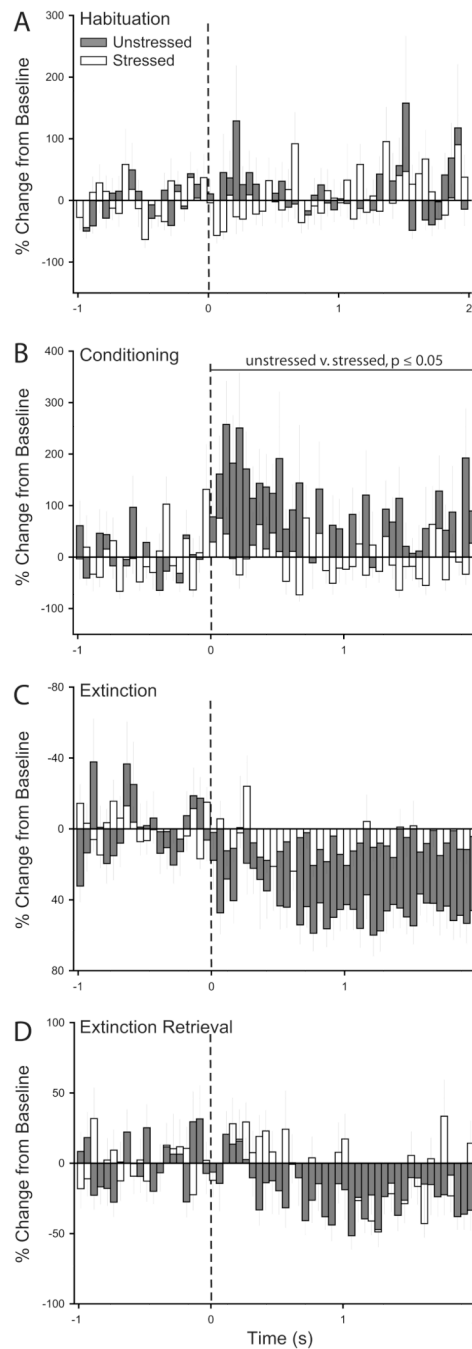 A Habituation
Unstressed
Stressed
% Change from Baseline
300
200
100
0
-100
-1 0 1 2
B Conditioning
unstressed v. stressed, p ≤ 0.05
% Change from Baseline
400
300
200
100
0
-100
-1 0 1
C Extinction
% Change from Baseline
-80
-40
0
40
80
-1 0 1
D Extinction Retrieval
% Change from Baseline
100
50
0
-50
-100
-1 0 1
Time (s)